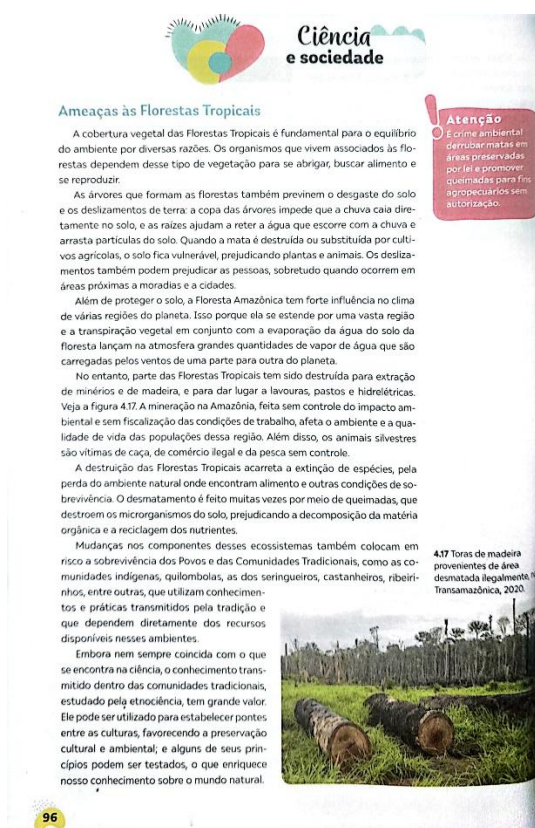 Ciência
e sociedade
Ameaças às Florestas Tropicais
A cobertura vegetal das Florestas Tropicais é fundamental para o equilíbrio
do ambiente por diversas razões. Os organismos que vivem associados às flo-
restas dependem desse tipo de vegetação para se abrigar, buscar alimento e
se reproduzir.
As árvores que formam as florestas também previnem o desgaste do solo
e os deslizamentos de terra: a copa das árvores impede que a chuva caia dire-
tamente no solo, e as raízes ajudam a reter a água que escorre com a chuva e
arrasta partículas do solo. Quando a mata é destruída ou substituída por culti-
vos agrícolas, o solo fica vulnerável, prejudicando plantas e animais. Os desliza-
mentos também podem prejudicar as pessoas, sobretudo quando ocorrem em
áreas próximas a moradias e a cidades.
Além de proteger o solo, a Floresta Amazônica tem forte influência no clima
de várias regiões do planeta. Isso porque ela se estende por uma vasta região
e a transpiração vegetal em conjunto com a evaporação da água do solo da
floresta lançam na atmosfera grandes quantidades de vapor de água que são
carregadas pelos ventos de uma parte para outra do planeta.
No entanto, parte das Florestas Tropicais tem sido destruída para extração
de minérios e de madeira, e para dar lugar a lavouras, pastos e hidrelétricas.
Veja a figura 4.17. A mineração na Amazônia, feita sem controle do impacto am-
biental e sem fiscalização das condições de trabalho, afeta o ambiente e a qua-
lidade de vida das populações dessa região. Além disso, os animais silvestres
são vítimas de caça, de comércio ilegal e da pesca sem controle.
A destruição das Florestas Tropicais acarreta a extinção de espécies, pela
perda do ambiente natural onde encontram alimento e outras condições de so-
brevivência. O desmatamento é feito muitas vezes por meio de queimadas, que
destroem os microrganismos do solo, prejudicando a decomposição da matéria
orgânica e a reciclagem dos nutrientes.
Mudanças nos componentes desses ecossistemas também colocam em
risco a sobrevivência dos Povos e das Comunidades Tradicionais, como as co-
munidades indígenas, quilombolas, as dos seringueiros, castanheiros, ribeiri-
nhos, entre outras, que utilizam conhecimen-
tos e práticas transmitidos pela tradição e
que dependem diretamente dos recursos
disponíveis nesses ambientes.
Embora nem sempre coincida com o que
se encontra na ciência, o conhecimento trans-
mitido dentro das comunidades tradicionais,
estudado pela etnociência, tem grande valor.
Ele pode ser utilizado para estabelecer pontes
entre as culturas, favorecendo a preservação
cultural e ambiental; e alguns de seus prin-
cípios podem ser testados, o que enriquece
nosso conhecimento sobre o mundo natural.
Atenção
É crime ambiental
derrubar matas em
áreas preservadas
por lei e promover
queimadas para fins
agropecuários sem
autorização.
4.17 Toras de madeira
provenientes de área
desmatada ilegalmente,
Transamazônica, 2020.
96